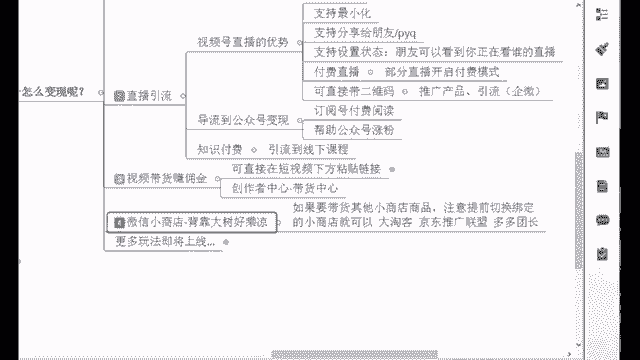 支持最小化
视频号直播的优势
支持分享给朋友/pyq
支持设置状态：朋友可以看到你正在看谁的直播
怎么变现呢？
直播引流
付费直播
部分直播开启付费模式
可直接带二维码
推广产品、引流（企微）
导流到公众号变现
订阅号付费阅读
帮助公众号涨粉
知识付费
引流到线下课程
视频带货赚佣金
可直接在短视频下方粘贴链接
创作者中心-带货中心
微信小商店-背靠大树好乘凉
如果要带货其他小商店商品，注意提前切换绑定
的小商店就可以 大淘客 京东推广联盟 多多团长
更多玩法即将上线...